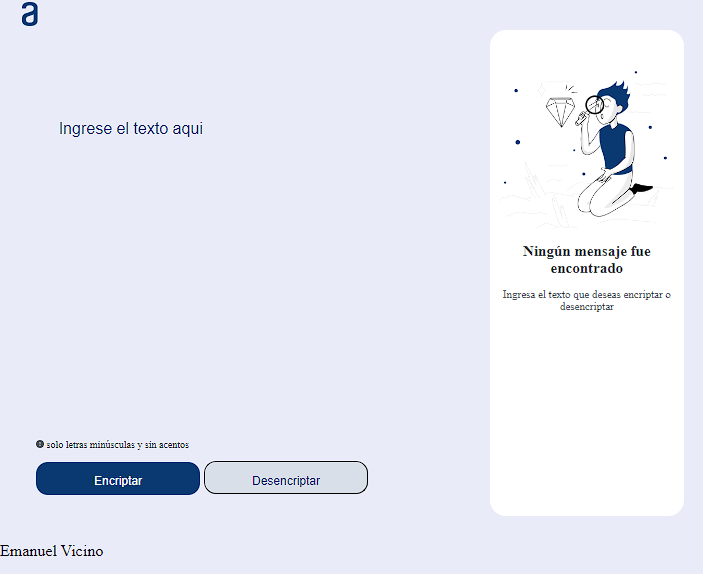 a
Ingrese el texto aqui
Ningún mensaje fue
encontrado
Ingresa el texto que deseas encriptar o
desencriptar
solo letras minúsculas y sin acentos
Encriptar
Desencriptar
Emanuel Vicino